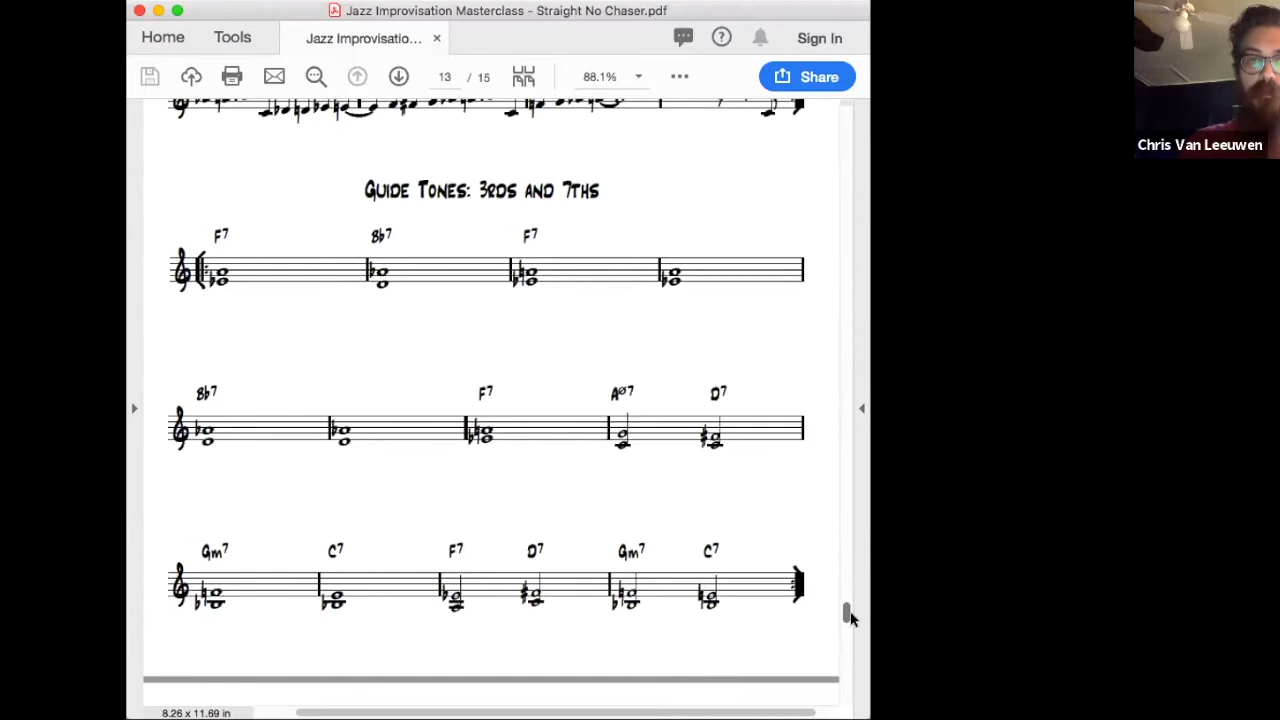 Jazz Improvisation Masterclass - Straight No Chaser.pdf
Home Tools Jazz Improvisatio... × Sign In
13 / 15 88.1% Share
Chris Van Leeuwen
GUIDE TONES: 3RDS AND 7THS
F7 Bb7 F7
Bb7 F7 Aø7 D7
Gm7 C7 F7 D7 Gm7 C7
8.26 x 11.69 in